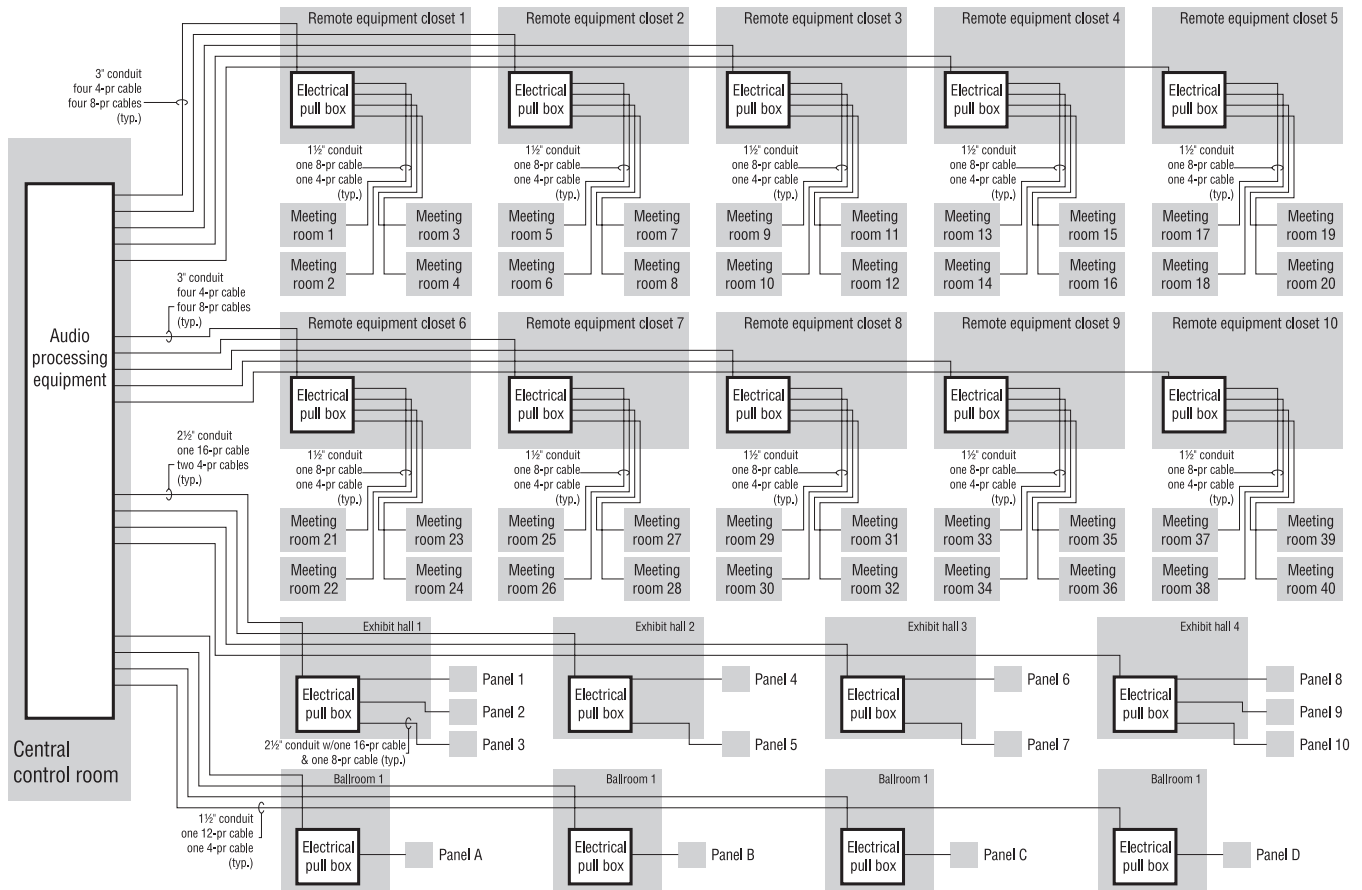 Remote equipment closet 1
Remote equipment closet 2
Remote equipment closet 3
Remote equipment closet 4
Remote equipment closet 5
3" conduit
four 4-pr cable
four 8-pr cables
(typ.)
Electrical
pull box
Electrical
pull box
Electrical
pull box
Electrical
pull box
Electrical
pull box
1½" conduit
one 8-pr cable
one 4-pr cable
(typ.)
1½" conduit
one 8-pr cable
one 4-pr cable
(typ.)
1½" conduit
one 8-pr cable
one 4-pr cable
(typ.)
1½" conduit
one 8-pr cable
one 4-pr cable
(typ.)
1½" conduit
one 8-pr cable
one 4-pr cable
(typ.)
Meeting
room 1
Meeting
room 3
Meeting
room 5
Meeting
room 7
Meeting
room 9
Meeting
room 11
Meeting
room 13
Meeting
room 15
Meeting
room 17
Meeting
room 19
Meeting
room 2
Meeting
room 4
Meeting
room 6
Meeting
room 8
Meeting
room 10
Meeting
room 12
Meeting
room 14
Meeting
room 16
Meeting
room 18
Meeting
room 20
3" conduit
four 4-pr cable
four 8-pr cables
(typ.)
Audio
processing
equipment
Remote equipment closet 6
Remote equipment closet 7
Remote equipment closet 8
Remote equipment closet 9
Remote equipment closet 10
Electrical
pull box
Electrical
pull box
Electrical
pull box
Electrical
pull box
Electrical
pull box
2½" conduit
one 16-pr cable
two 4-pr cables
(typ.)
1½" conduit
one 8-pr cable
one 4-pr cable
(typ.)
1½" conduit
one 8-pr cable
one 4-pr cable
(typ.)
1½" conduit
one 8-pr cable
one 4-pr cable
(typ.)
1½" conduit
one 8-pr cable
one 4-pr cable
(typ.)
1½" conduit
one 8-pr cable
one 4-pr cable
(typ.)
Meeting
room 21
Meeting
room 23
Meeting
room 25
Meeting
room 27
Meeting
room 29
Meeting
room 31
Meeting
room 33
Meeting
room 35
Meeting
room 37
Meeting
room 39
Meeting
room 22
Meeting
room 24
Meeting
room 26
Meeting
room 28
Meeting
room 30
Meeting
room 32
Meeting
room 34
Meeting
room 36
Meeting
room 38
Meeting
room 40
Exhibit hall 1
Exhibit hall 2
Exhibit hall 3
Exhibit hall 4
Electrical
pull box
Panel 1
Panel 2
Panel 3
Electrical
pull box
Panel 4
Panel 5
Electrical
pull box
Panel 6
Panel 7
Electrical
pull box
Panel 8
Panel 9
Panel 10
2½" conduit w/one 16-pr cable
& one 8-pr cable (typ.)
Central
control room
Ballroom 1
Ballroom 1
Ballroom 1
Ballroom 1
1½" conduit
one 12-pr cable
one 4-pr cable
(typ.)
Electrical
pull box
Panel A
Electrical
pull box
Panel B
Electrical
pull box
Panel C
Electrical
pull box
Panel D